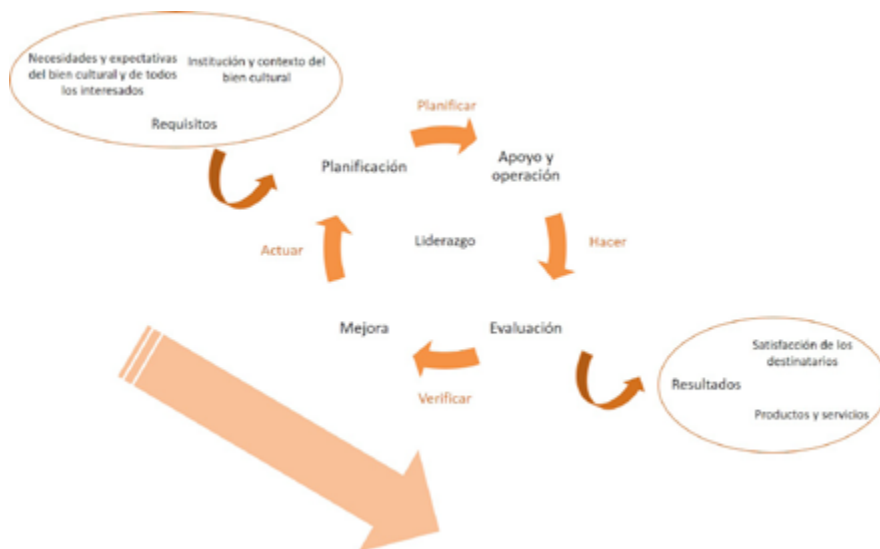 Necesidades y expectativas
del bien cultural y de todos
los interesados
Institución y contexto del
bien cultural
Requisitos
Planificar
Planificación
Apoyo y
operación
Actuar
Liderazgo
Hacer
Mejora
Evaluación
Verificar
Satisfacción de los
destinatarios
Resultados
Productos y servicios